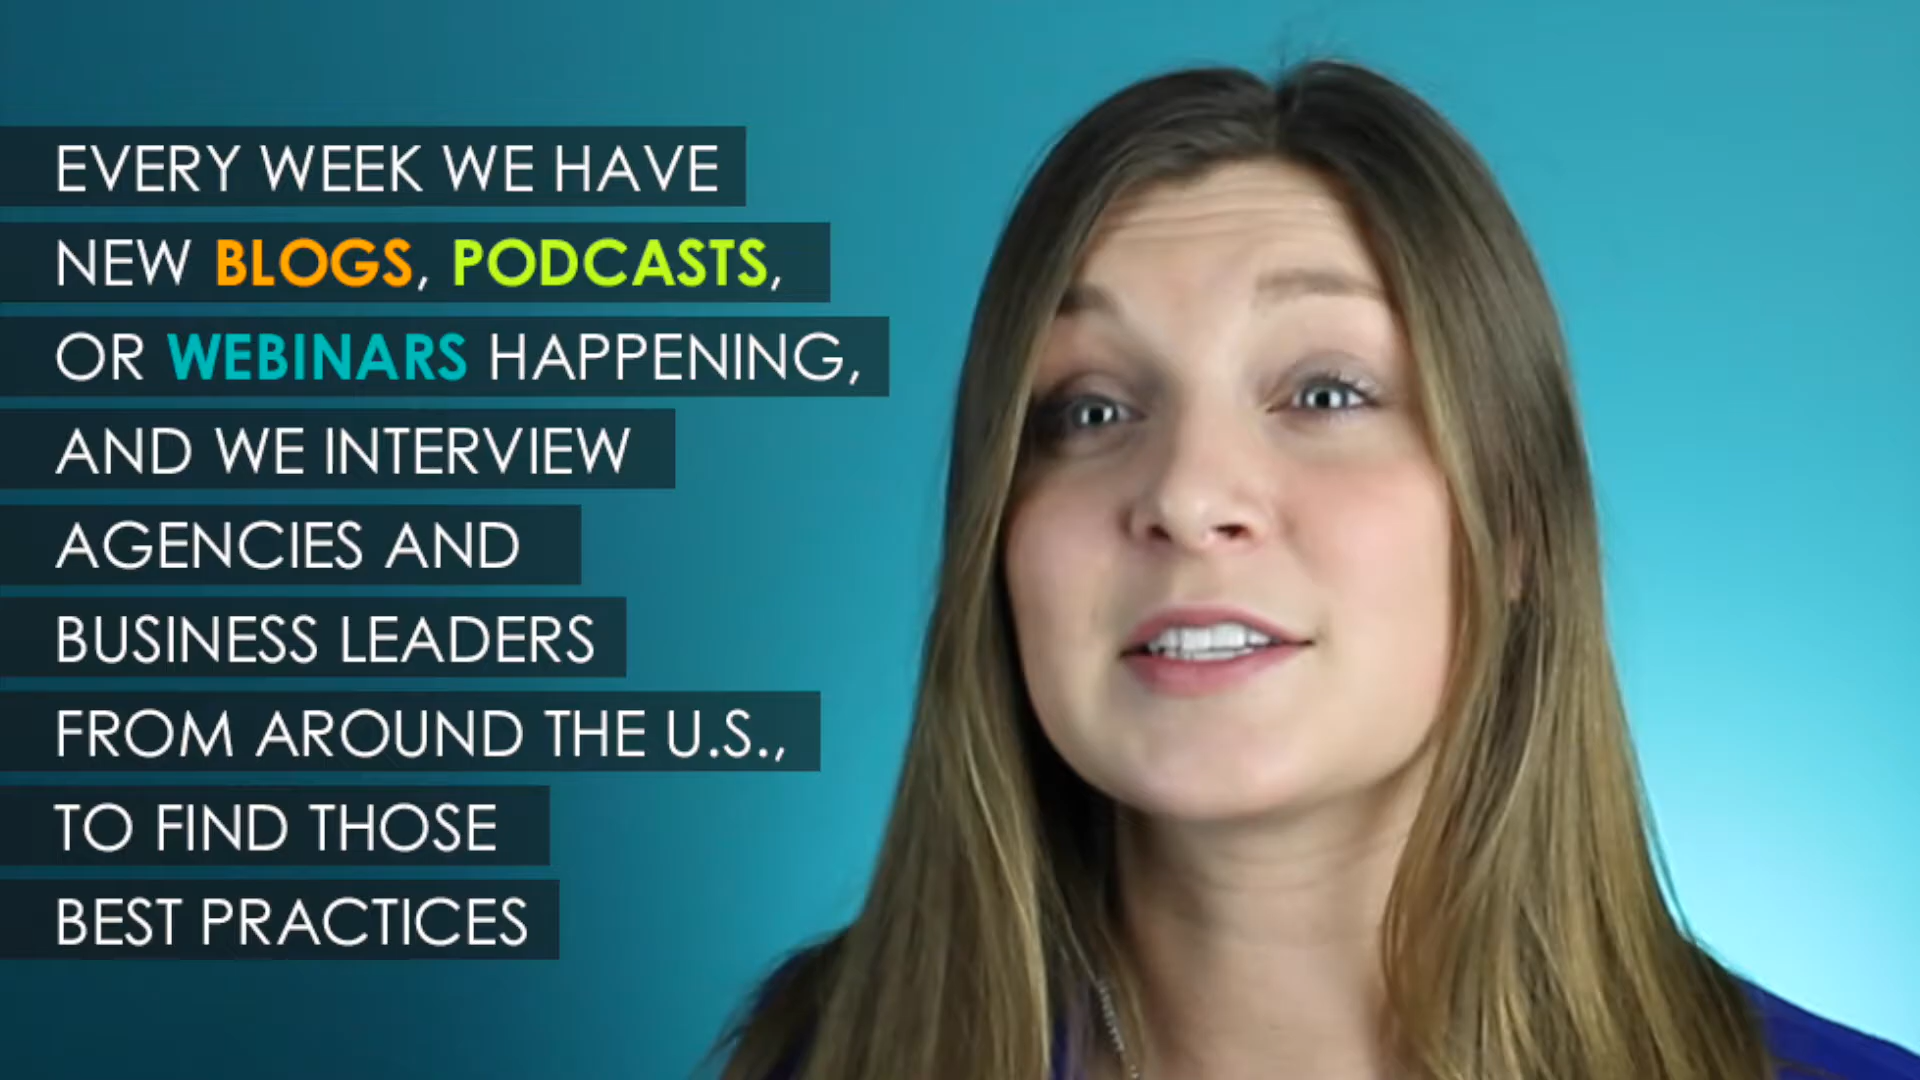 EVERY WEEK WE HAVE
NEW BLOGS, PODCASTS,
OR WEBINARS HAPPENING,
AND WE INTERVIEW
AGENCIES AND
BUSINESS LEADERS
FROM AROUND THE U.S.,
TO FIND THOSE
BEST PRACTICES